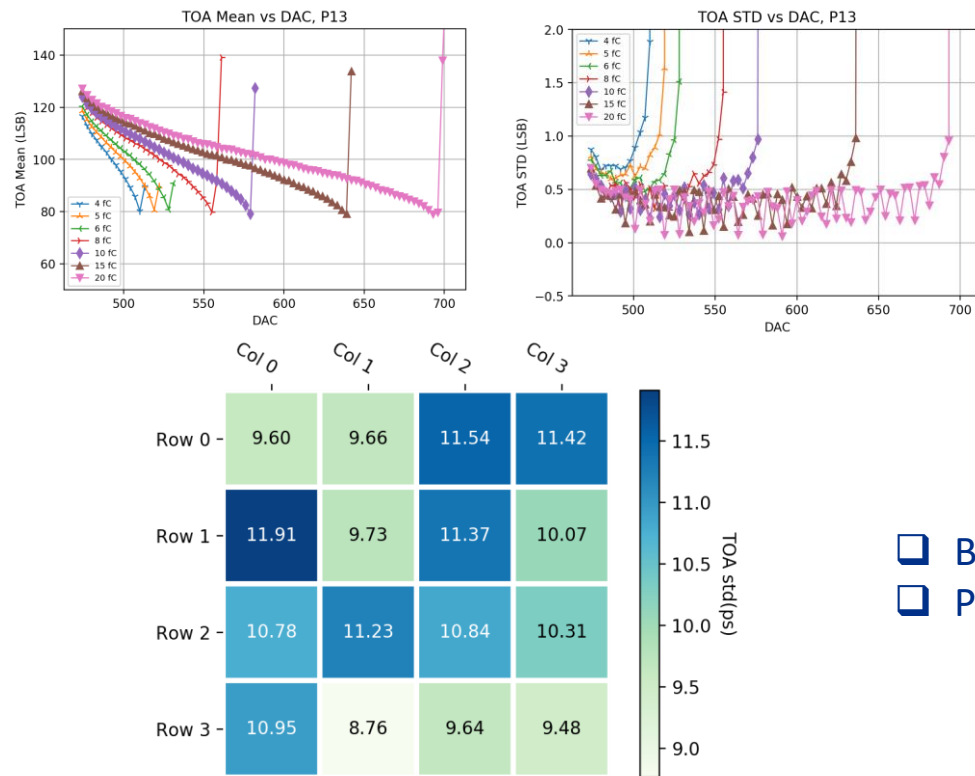 TOA Mean vs DAC, P13
TOA Mean (LSB)
140
120
100
80
60
4 fC
5 fC
6 fC
8 fC
10 fC
15 fC
20 fC
500 550 600 650 700
DAC
TOA STD vs DAC, P13
TOA STD (LSB)
2.0
1.5
1.0
0.5
0.0
−0.5
4 fC
5 fC
6 fC
8 fC
10 fC
15 fC
20 fC
500 550 600 650 700
DAC
Col 0 Col 1 Col 2 Col 3
Row 0 9.60 9.66 11.54 11.42
Row 1 11.91 9.73 11.37 10.07
Row 2 10.78 11.23 10.84 10.31
Row 3 10.95 8.76 9.64 9.48
11.5
11.0
10.5
10.0
9.5
9.0
TOA std(ps)
B
P